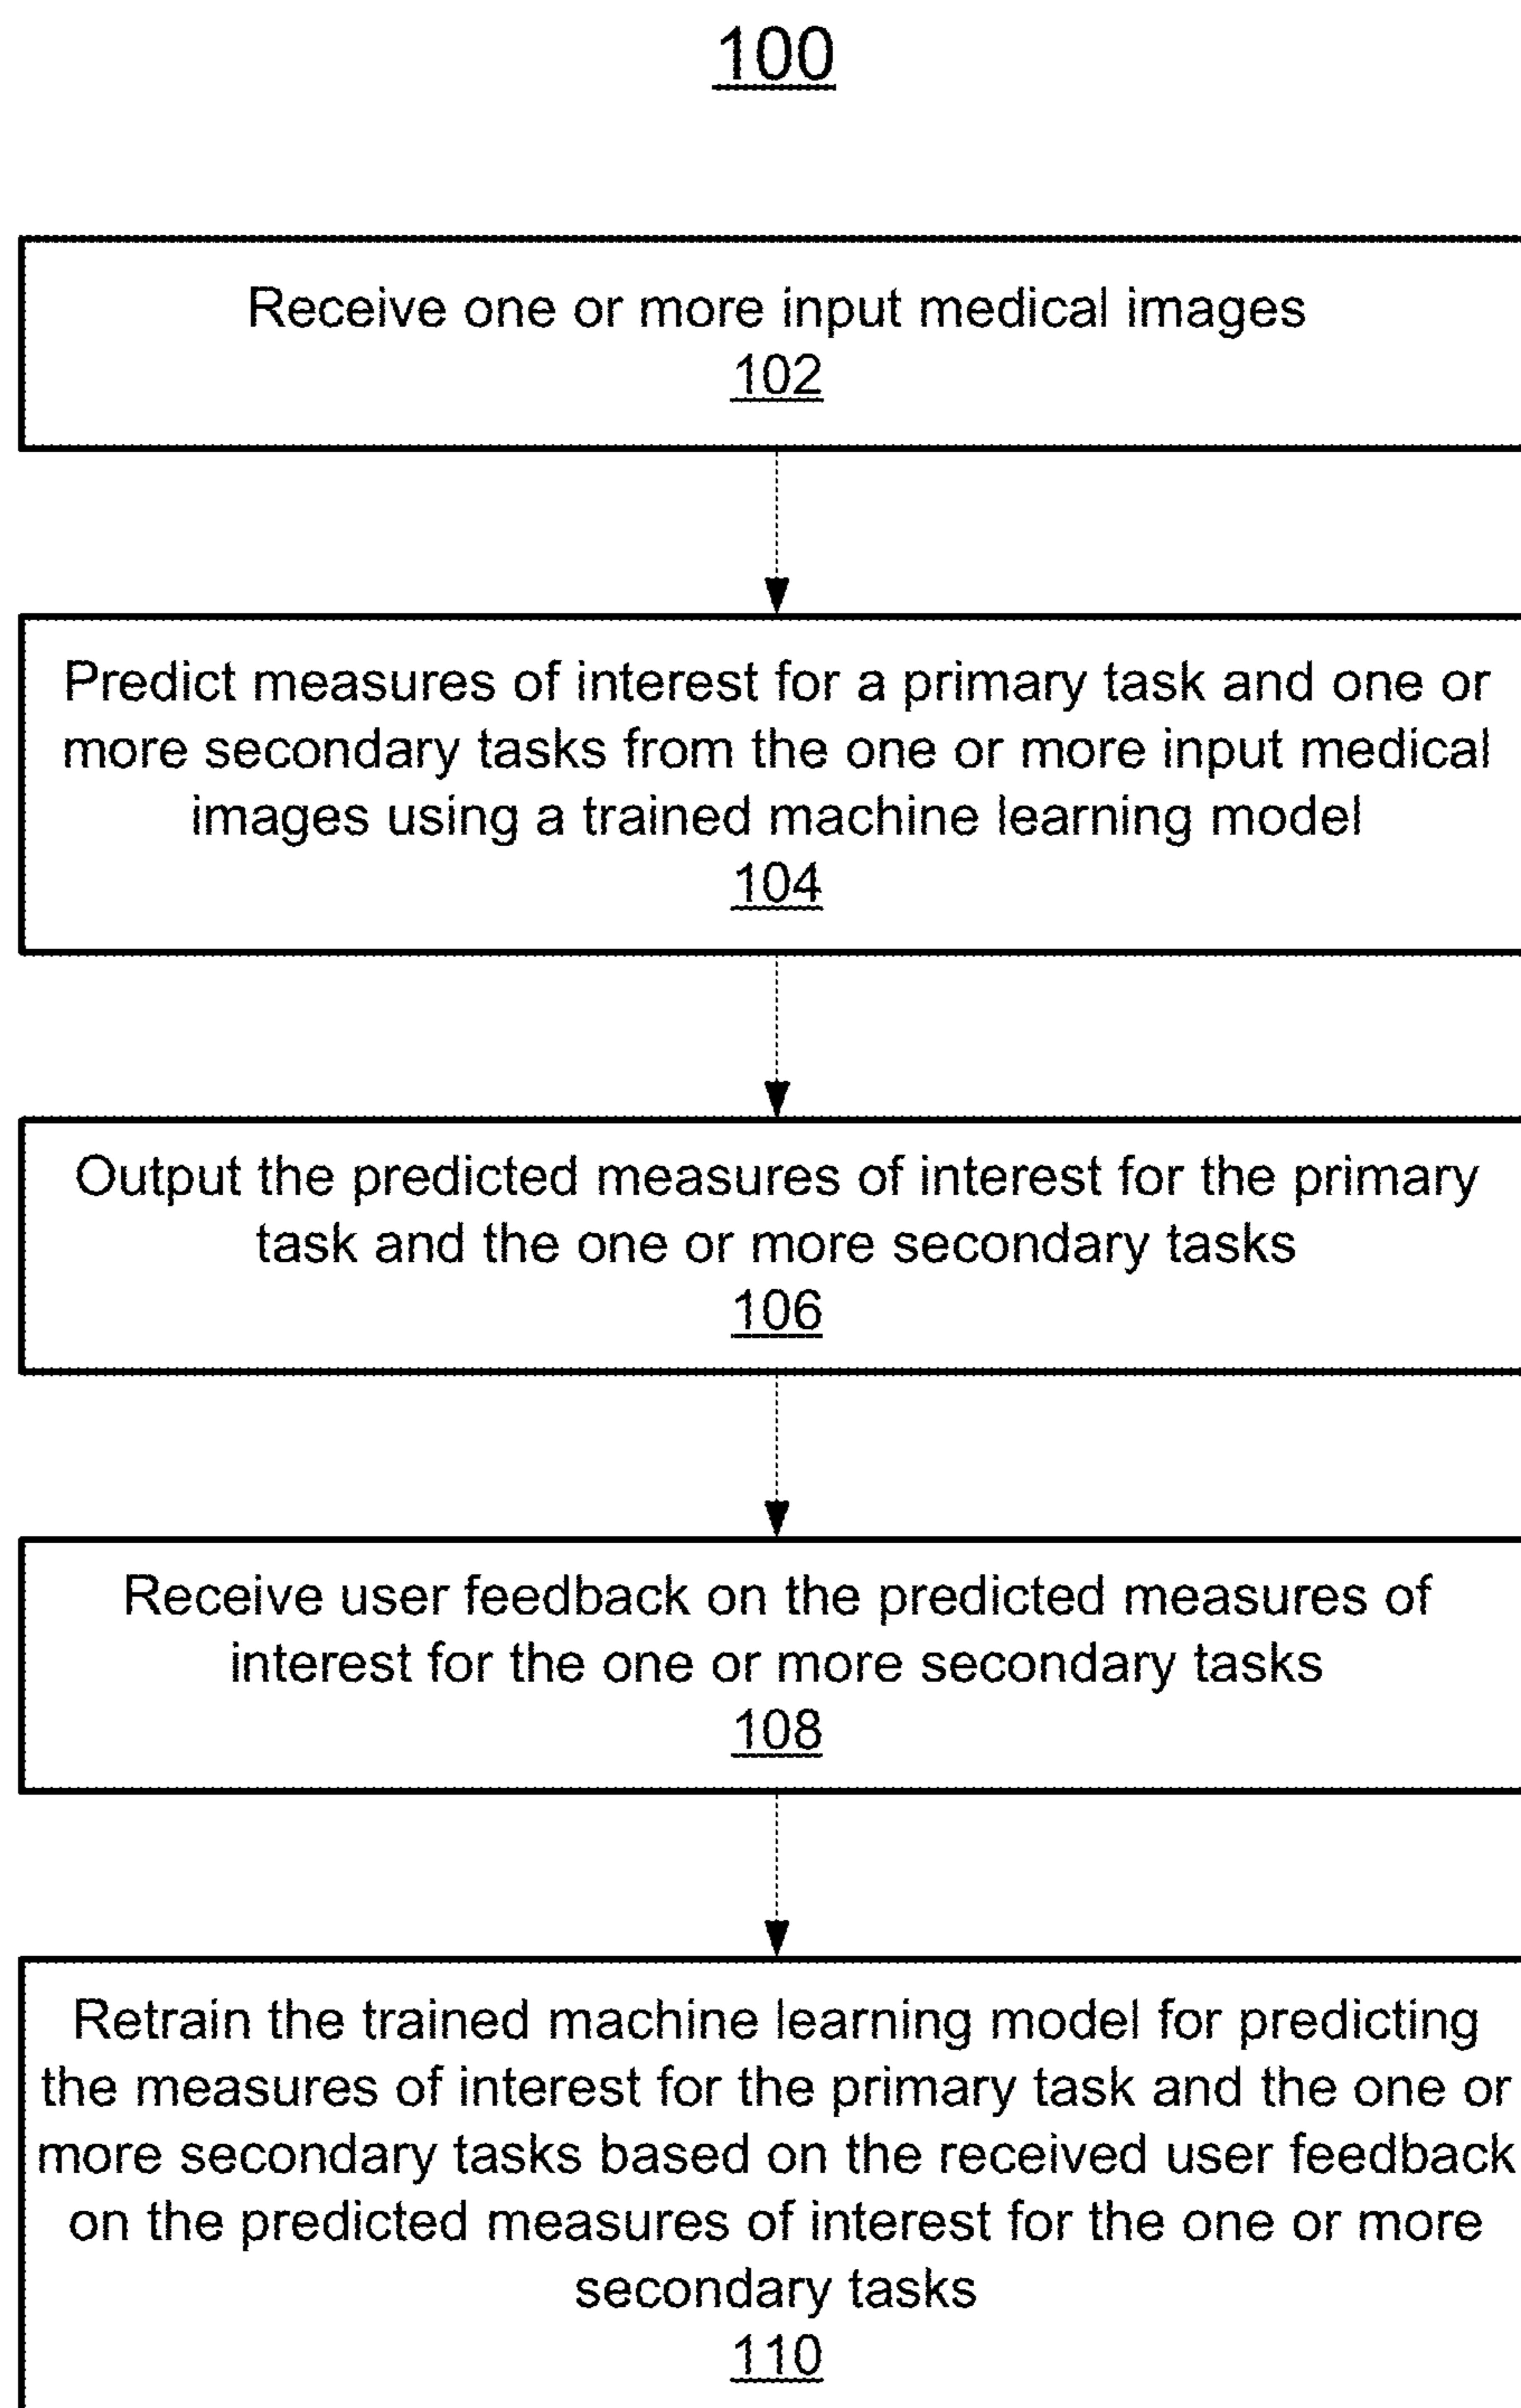 100
Receive one or more input medical images
102
Predict measures of interest for a primary task and one or
more secondary tasks from the one or more input medical
images using a trained machine learning model
104
Output the predicted measures of interest for the primary
task and the one or more secondary tasks
106
Receive user feedback on the predicted measures of
interest for the one or more secondary tasks
108
Retrain the trained machine learning model for predicting
the measures of interest for the primary task and the one or
more secondary tasks based on the received user feedback
on the predicted measures of interest for the one or more
secondary tasks
110